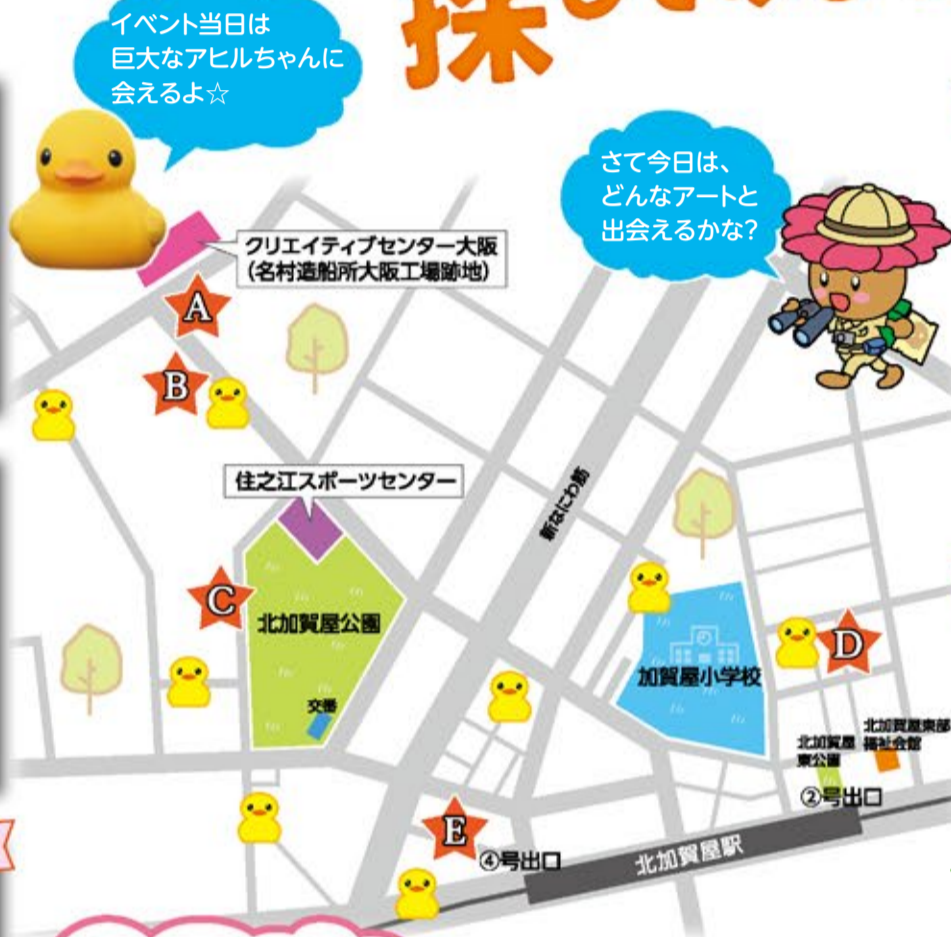 イベント当日は
巨大なアヒルちゃんに
会えるよ☆
探
さて今日は、
どんなアートと
出会えるかな?
クリエイティブセンター大阪
(名村造船所大阪工場跡地)
A
B
住之江スポーツセンター
新なにわ筋
C
北加賀屋公園
交番
加賀屋小学校
D
北加賀屋
東公園
北加賀屋東部
福祉会館
②号出口
E
④号出口
北加賀屋駅